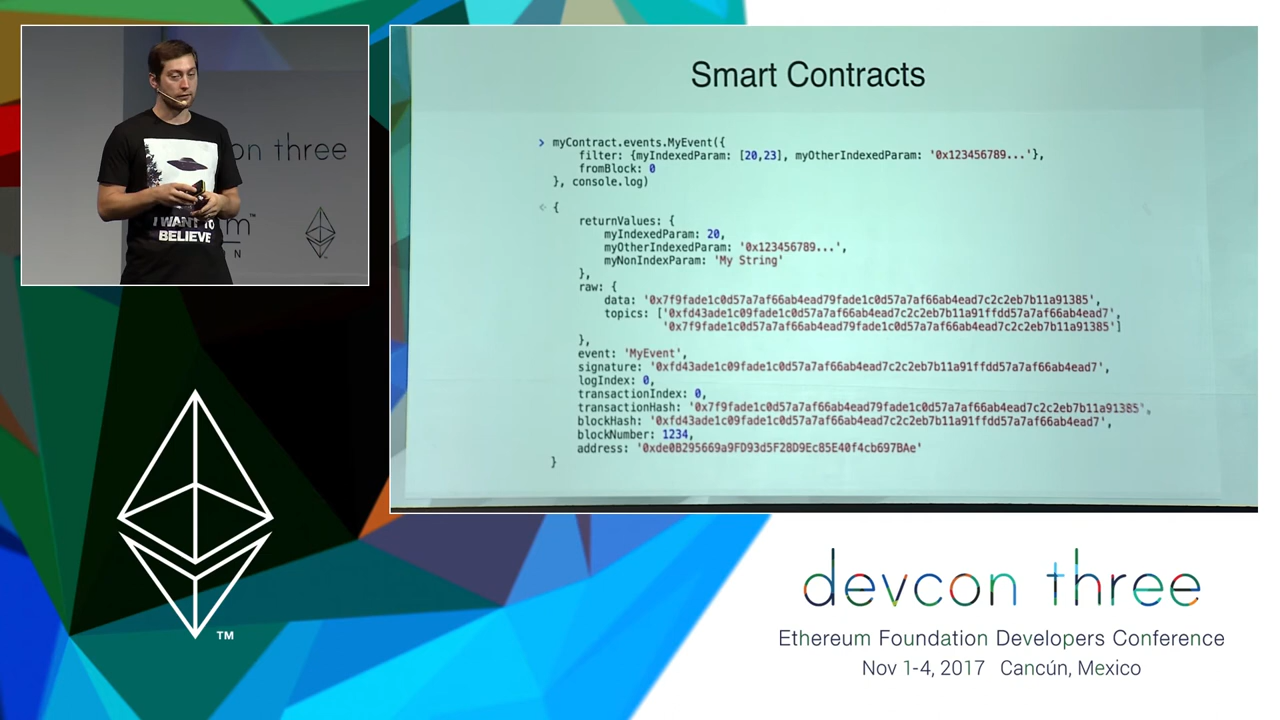 on three
I WANT TO
BELIEVE
m™
O N
Smart Contracts
> myContract.events.MyEvent({
filter: {myIndexedParam: [20,23], myOtherIndexedParam: '0x123456789...'},
fromBlock: 0
}, console.log)
< {
returnValues: {
myIndexedParam: 20,
myOtherIndexedParam: '0x123456789...',
myNonIndexParam: 'My String'
},
raw: {
data: '0x7f9fade1c0d57a7af66ab4ead79fade1c0d57a7af66ab4ead7c2c2eb7b11a91385',
topics: ['0xfd43ade1c09fade1c0d57a7af66ab4ead7c2c2eb7b11a91ffdd57a7af66ab4ead7',
'0x7f9fade1c0d57a7af66ab4ead79fade1c0d57a7af66ab4ead7c2c2eb7b11a91385']
},
event: 'MyEvent',
signature: '0xfd43ade1c09fade1c0d57a7af66ab4ead7c2c2eb7b11a91ffdd57a7af66ab4ead7',
logIndex: 0,
transactionIndex: 0,
transactionHash: '0x7f9fade1c0d57a7af66ab4ead79fade1c0d57a7af66ab4ead7c2c2eb7b11a91385',
blockHash: '0xfd43ade1c09fade1c0d57a7af66ab4ead7c2c2eb7b11a91ffdd57a7af66ab4ead7',
blockNumber: 1234,
address: '0xde0B295669a9FD93d5F28D9Ec85E40f4cb697BAe'
}
TM
devcon three
Ethereum Foundation Developers Conference
Nov 1-4, 2017 Cancún, Mexico